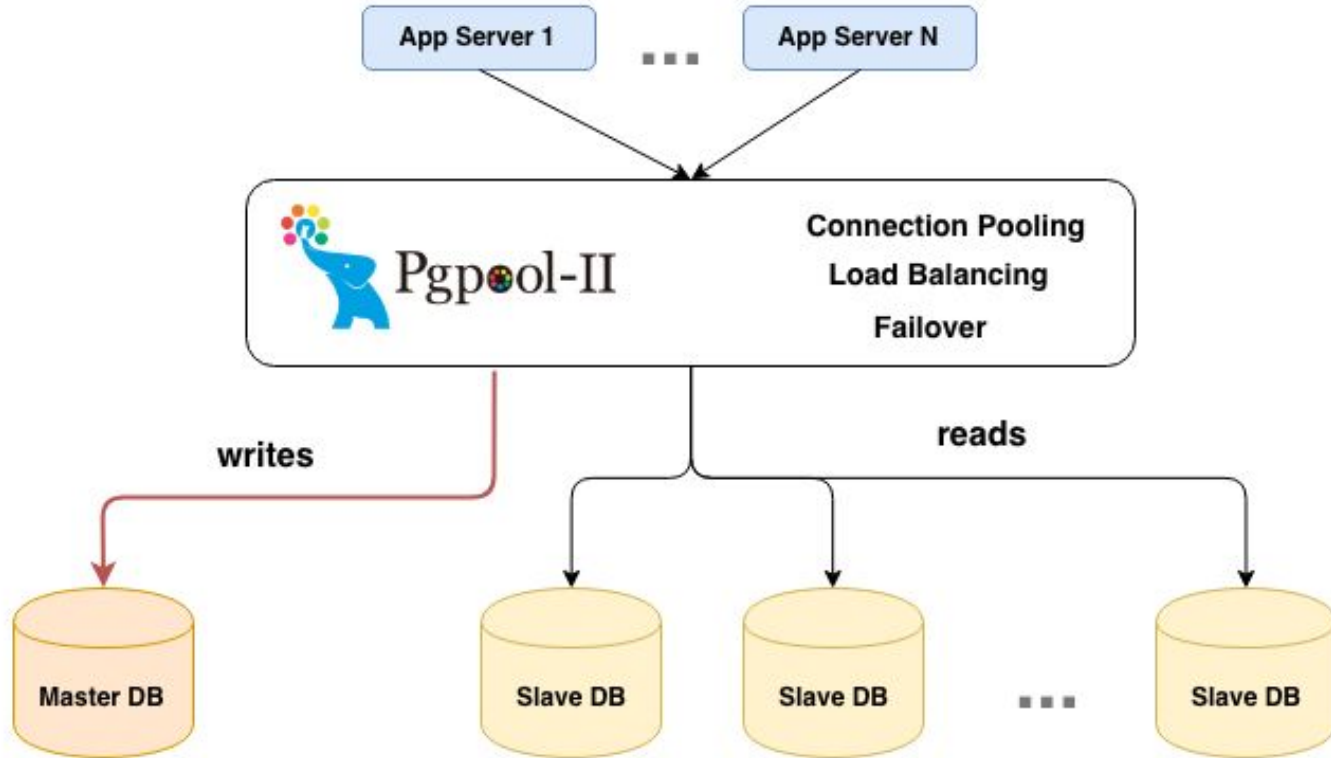 App Server 1
App Server N
Pgpool-II
Connection Pooling
Load Balancing
Failover
writes
reads
Master DB
Slave DB
Slave DB
Slave DB